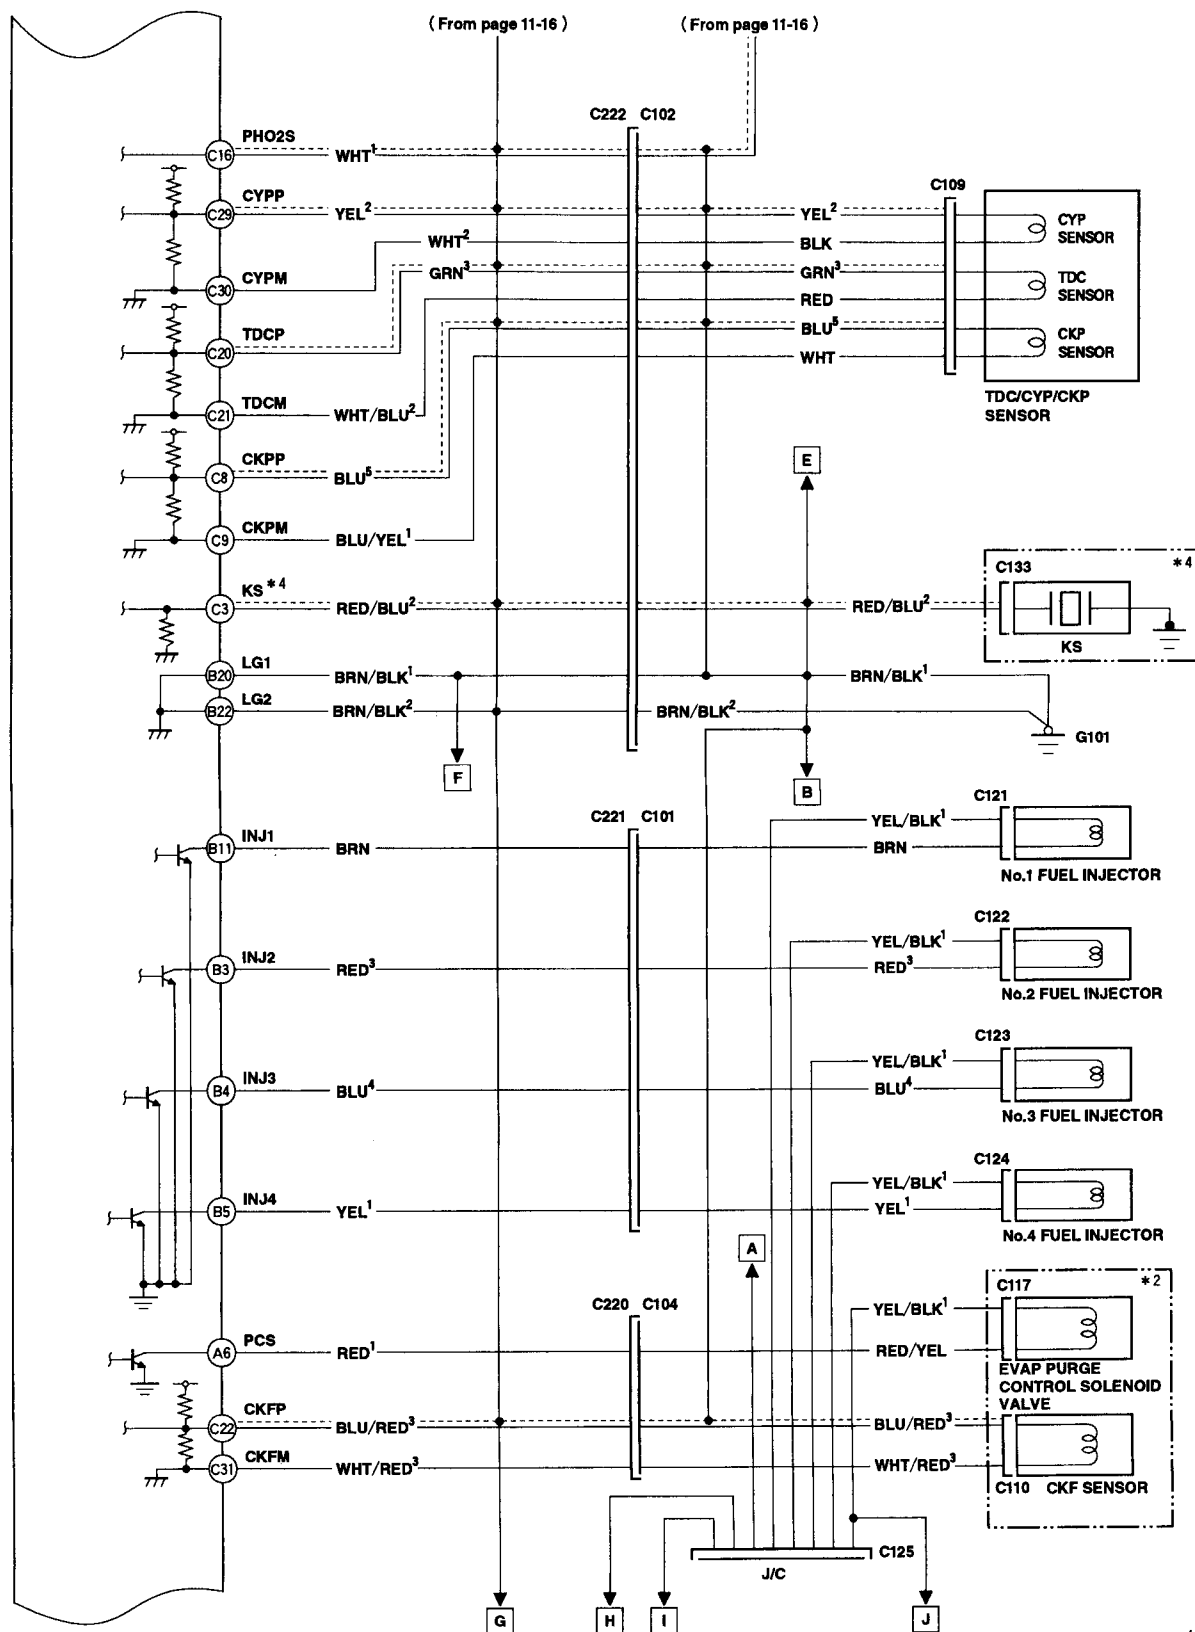 ( From page 11-16 ) ( From page 11-16 )
C222 C102
PHO2S
C16 WHT1
CYPP
C109
C29 YEL2 YEL2 CYP SENSOR
WHT2 BLK
CYPM
GRN3 GRN3 TDC SENSOR
C30
RED
TDCP
BLU5 CKP SENSOR
C20
WHT
TDCM
TDC/CYP/CKP SENSOR
C21 WHT/BLU2
CKPP
E
C8 BLU5
CKPM
C9 BLU/YEL1
C133 *4
KS *4
C3 RED/BLU2 RED/BLU2
KS
LG1
B20 BRN/BLK1 BRN/BLK1
LG2
B22 BRN/BLK2 BRN/BLK2
G101
F
B
C121
C221 C101 YEL/BLK1
INJ1
B11 BRN BRN
No.1 FUEL INJECTOR
C122
YEL/BLK1
INJ2
B3 RED3 RED3
No.2 FUEL INJECTOR
C123
YEL/BLK1
INJ3
B4 BLU4 BLU4
No.3 FUEL INJECTOR
C124
YEL/BLK1
INJ4
B5 YEL1 YEL1
No.4 FUEL INJECTOR
A
C117 *2
C220 C104 YEL/BLK1
PCS
A6 RED1 RED/YEL
EVAP PURGE
CONTROL SOLENOID
VALVE
CKFP
C22 BLU/RED3 BLU/RED3
CKFM
C31 WHT/RED3 WHT/RED3
C110 CKF SENSOR
C125
J/C
G H I J